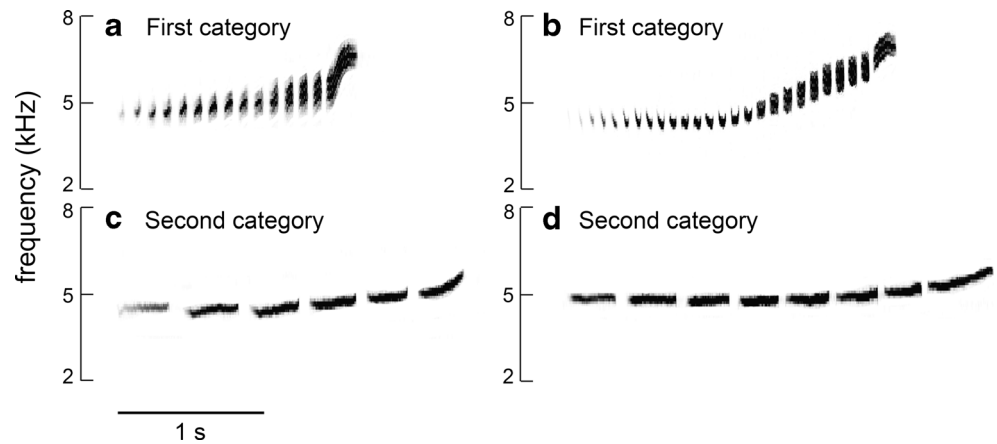 8
a First category
5
2
8
b First category
5
2
frequency (kHz)
8
c Second category
5
2
8
d Second category
5
2
1 s